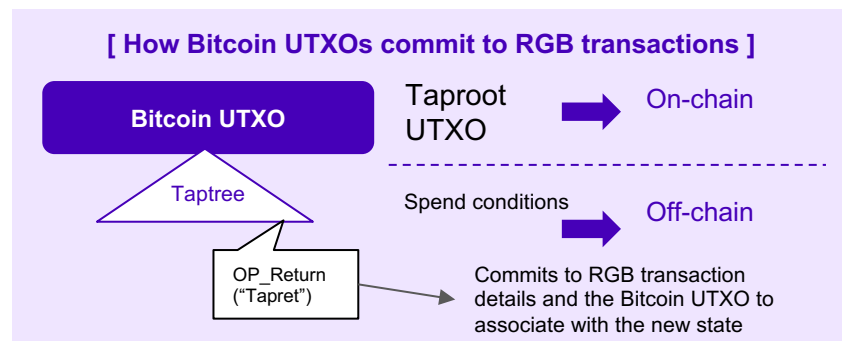 [ How Bitcoin UTXOs commit to RGB transactions ]
Bitcoin UTXO
Taptree
OP_Return
(“Tapret”)
Taproot
UTXO
On-chain
Spend conditions
Off-chain
Commits to RGB transaction
details and the Bitcoin UTXO to
associate with the new state